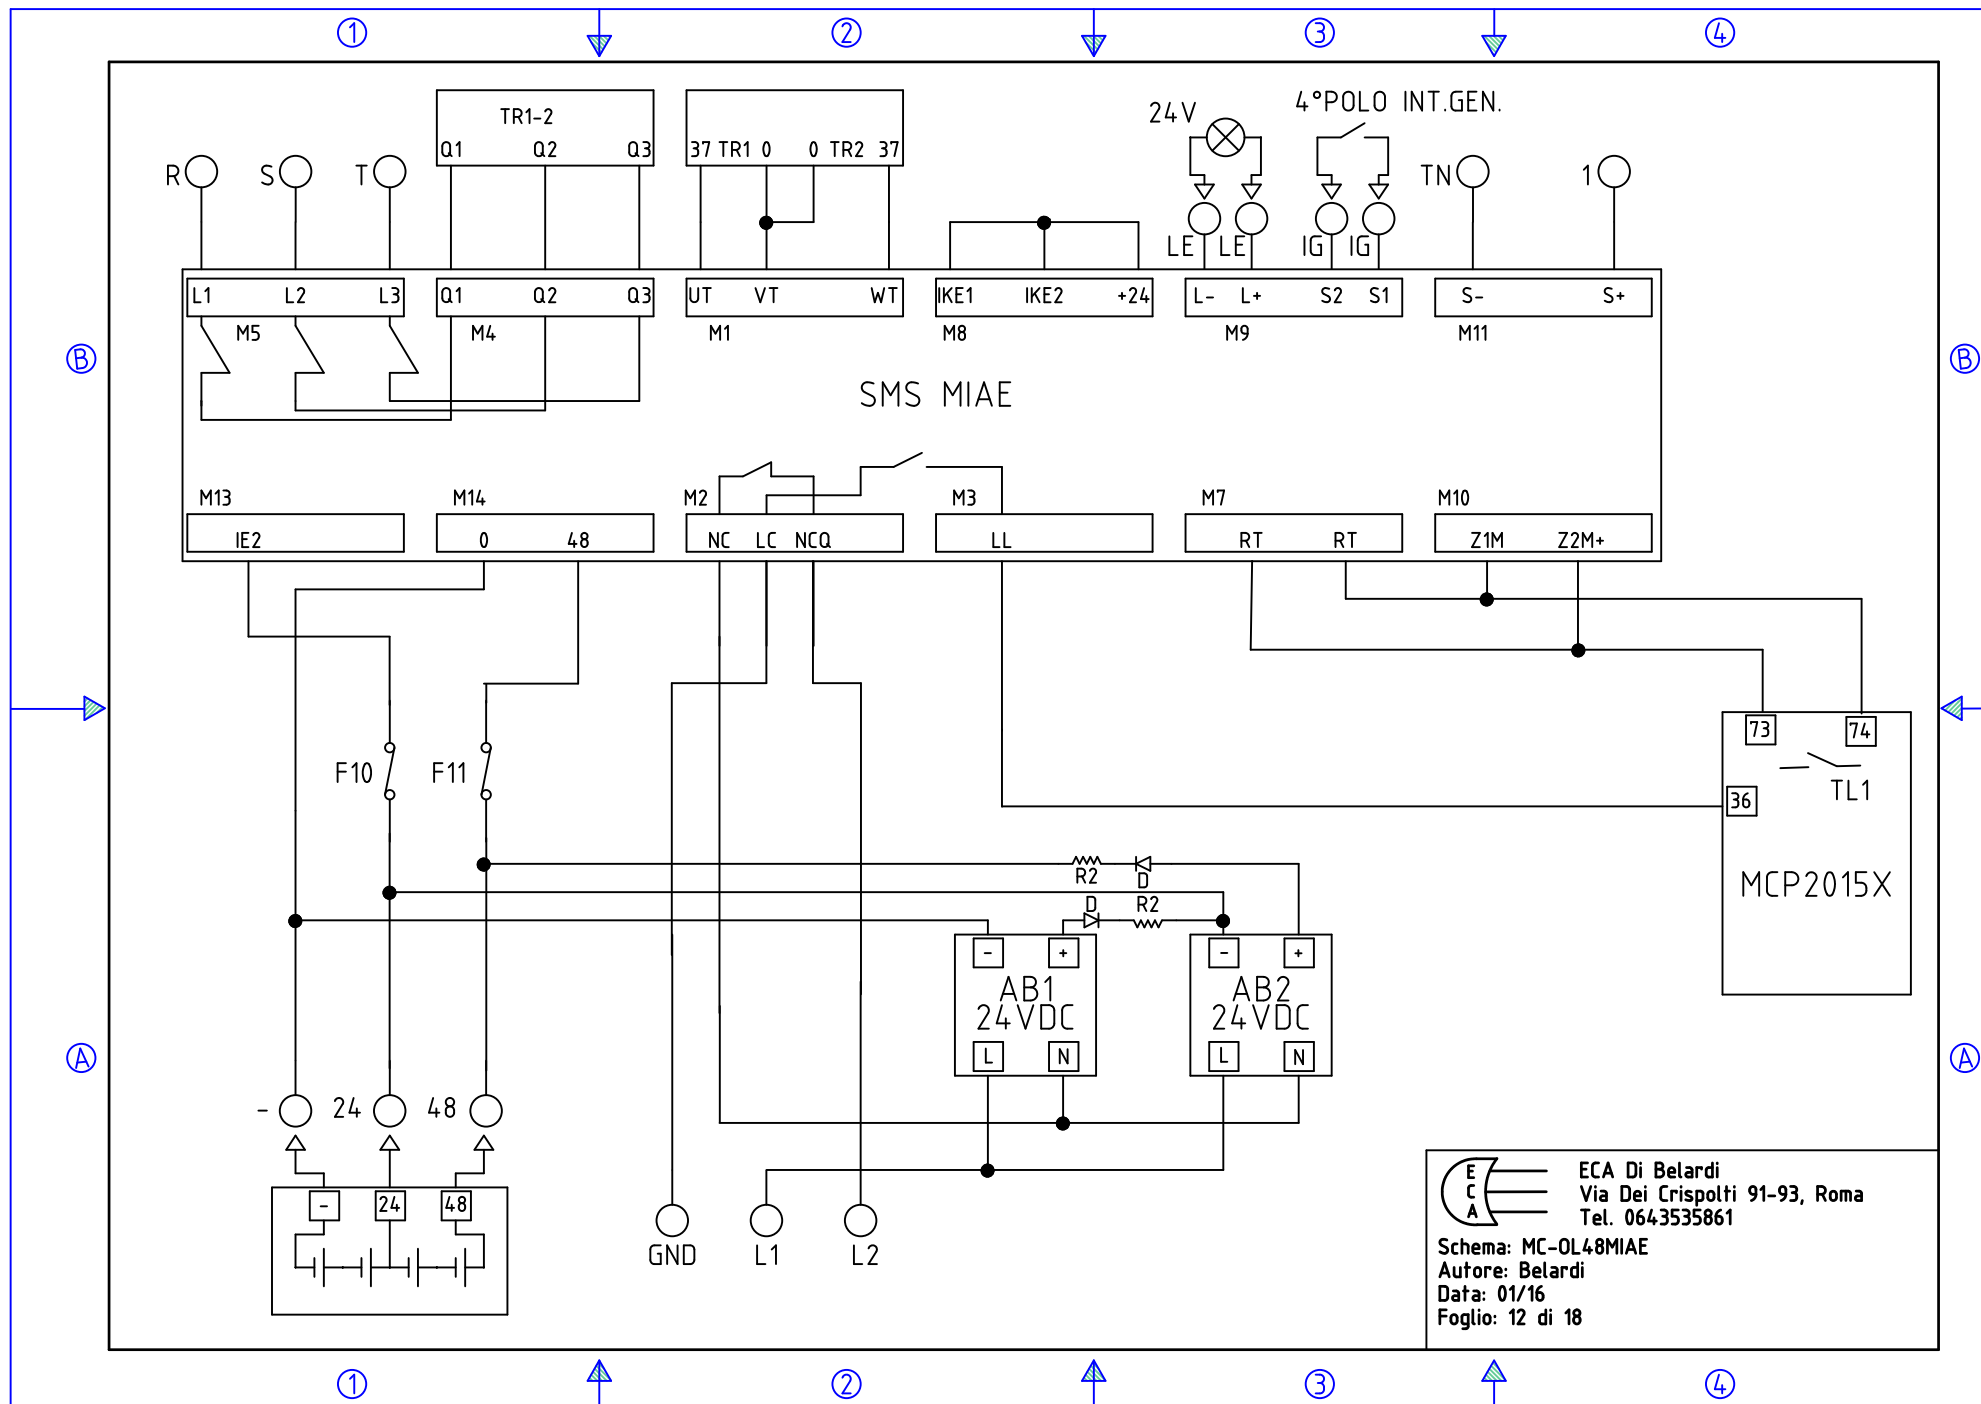 1 2 3 4
TR1-2
Q1 Q2 Q3
37 TR1 0 0 TR2 37
24V
4°POLO INT.GEN.
R S T
TN 1
LE LE IG IG
L1 L2 L3
Q1 Q2 Q3
UT VT WT
IKE1 IKE2 +24
L- L+ S2 S1
S- S+
M5 M4 M1 M8 M9 M11
B B
SMS MIAE
M13 M14 M2 M3 M7 M10
IE2
0 48
NC LC NCQ
LL
RT RT
Z1M Z2M+
73 74
F10 F11
TL1
36
R2 D
MCP2015X
D R2
- + - +
AB1
24VDC
AB2
24VDC
L N L N
A A
- 24 48
- 24 48
GND L1 L2
E
C
A
ECA Di Belardi
Via Dei Crispolti 91-93, Roma
Tel. 0643535861
Schema: MC-OL48MIAE
Autore: Belardi
Data: 01/16
Foglio: 12 di 18
1 2 3 4